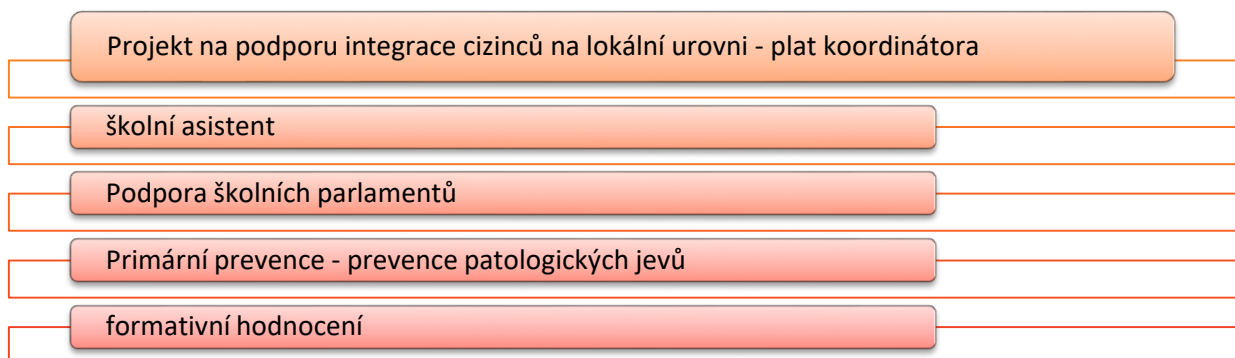 Projekt na podporu integrace cizinců na lokální urovni - plat koordinátora
školní asistent
Podpora školních parlamentů
Primární prevence - prevence patologických jevů
formativní hodnocení